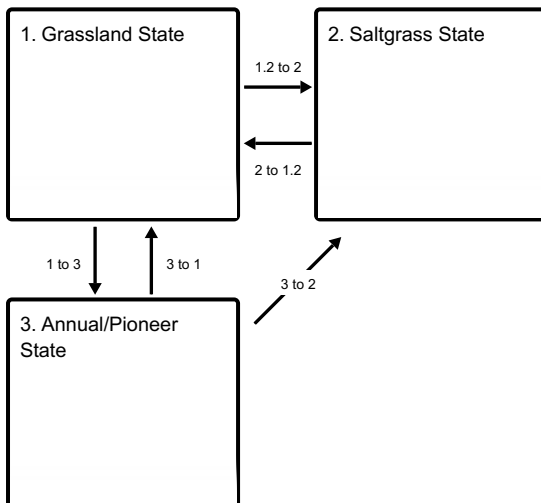 1. Grassland State
2. Saltgrass State
1.2 to 2
2 to 1.2
1 to 3
3 to 1
3 to 2
3. Annual/Pioneer
State